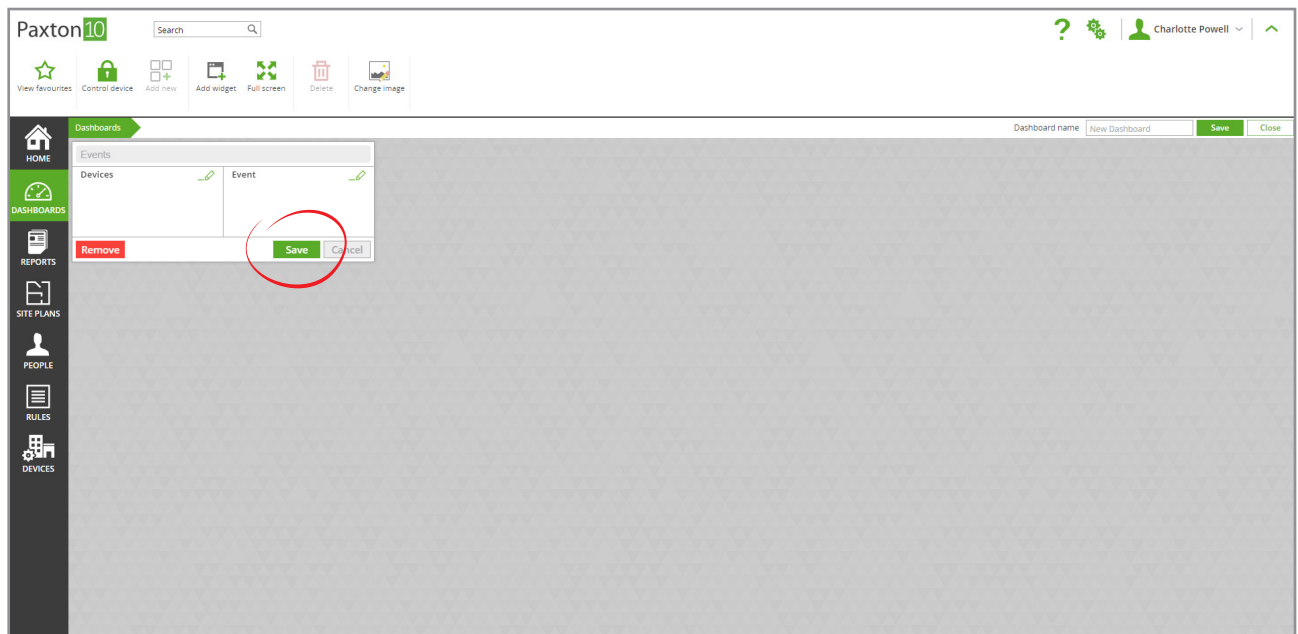 Paxton10
Search
Charlotte Powell
View favourites Control device Add new Add widget Full screen Delete Change image
Dashboards
Dashboard name New Dashboard Save Close
HOME
DASHBOARDS
REPORTS
SITE PLANS
PEOPLE
RULES
DEVICES
Events
Devices Event
Remove Save Cancel